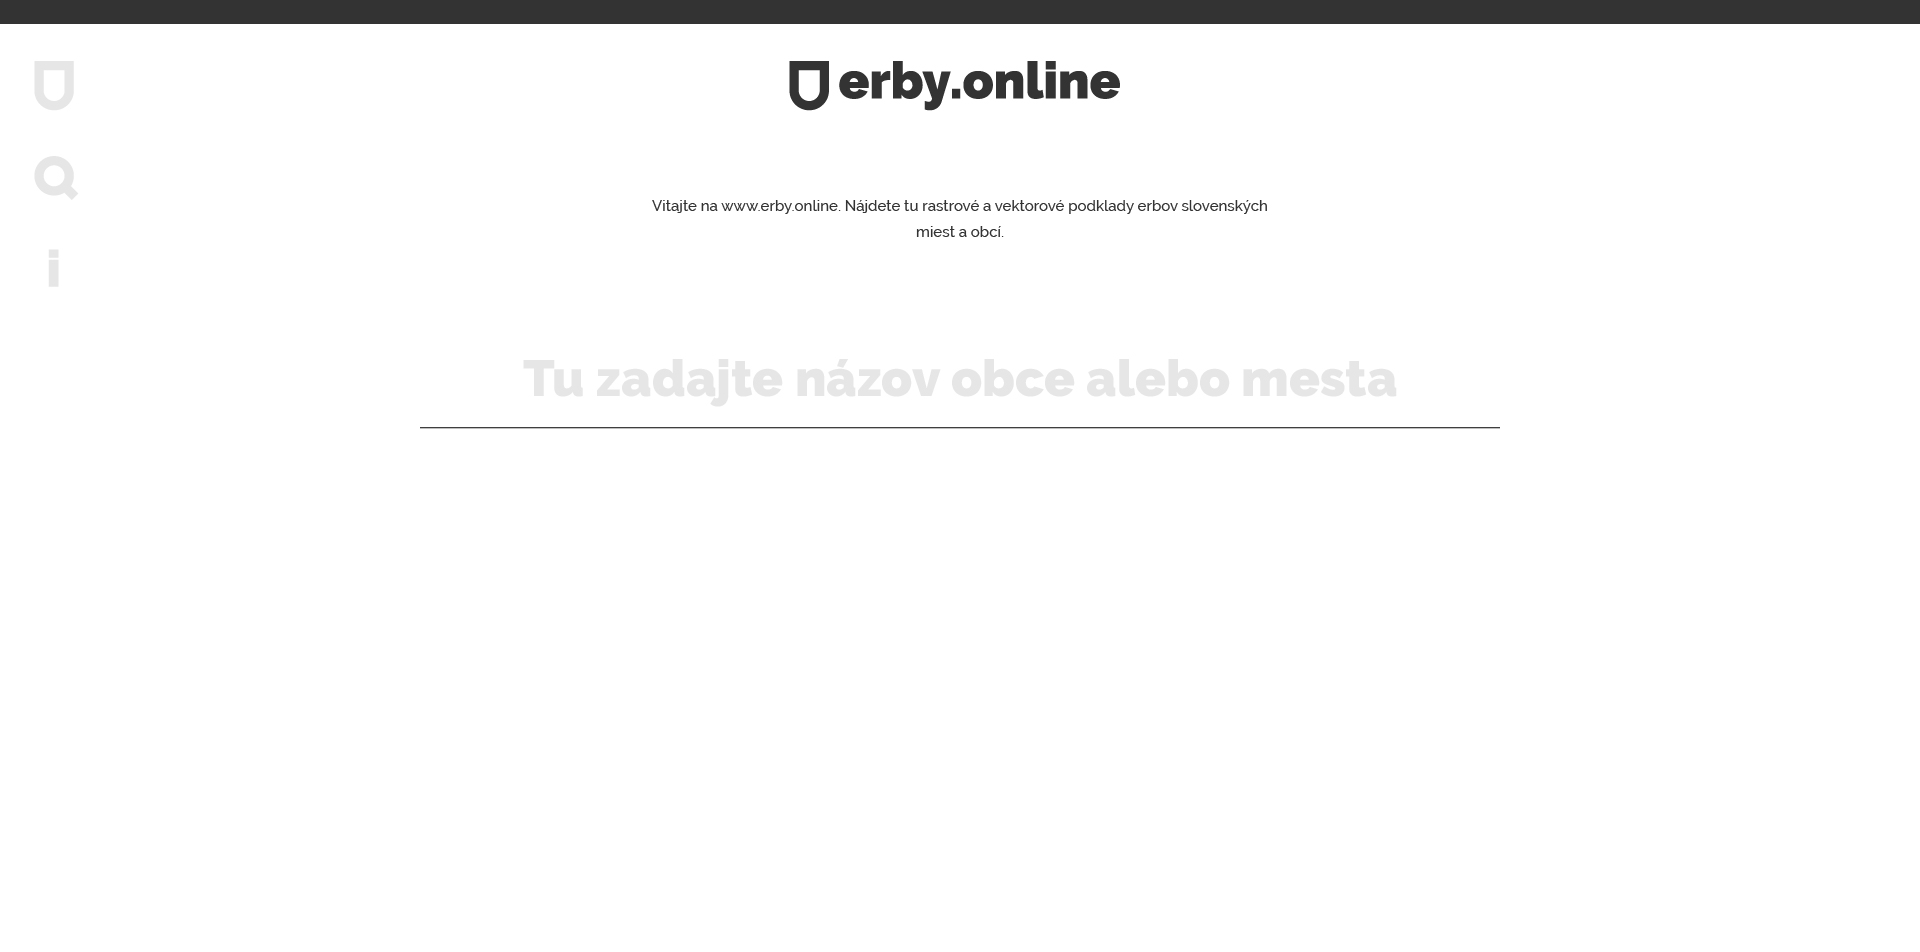 erby.online
Vitajte na www.erby.online. Nájdete tu rastrové a vektorové podklady erbov slovenských
miest a obcí.
i
Tu zadajte názov obce alebo mesta